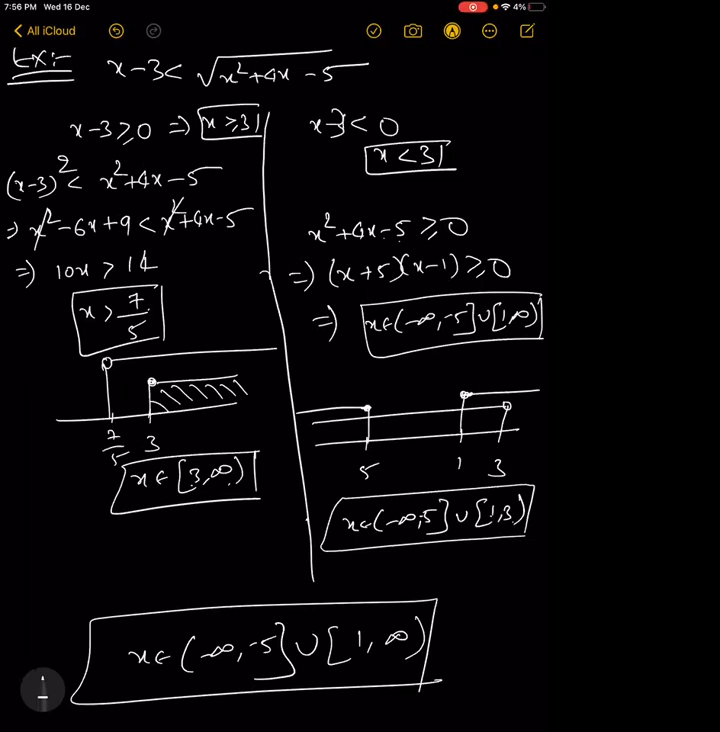 7:56 PM Wed 16 Dec 4%
All iCloud
Ex:- x-3 < √x²+4x-5
x-3 ≥ 0 ⇒ x ≥ 3
(x-3)² < x²+4x-5
⇒ x²-6x+9 < x²+4x-5
⇒ 10x > 14
x > 7/5
7/5 3
x ∈ [3,∞)
x-3 < 0
x < 3
x²+4x-5 ≥ 0
⇒ (x+5)(x-1) ≥ 0
⇒ x∈(-∞,-5]∪[1,∞)
5 1 3
x∈(-∞,5]∪[1,3)
x∈(-∞,-5]∪[1,∞)